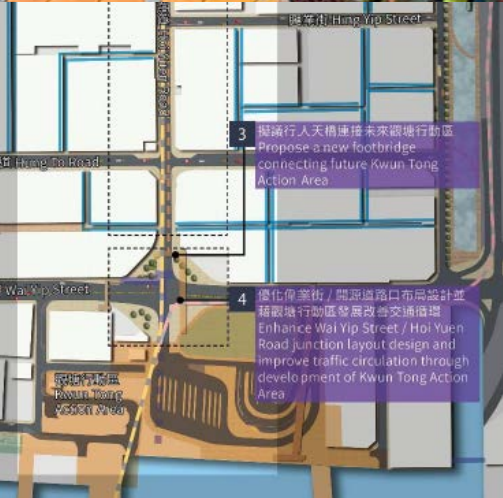 興業街 Hing Yip Street
3
擬議行人天橋連接未來觀塘行動區
Propose a new footbridge
connecting future Kwun Tong
Action Area
道 Hing To Road
Wai Yip Street
4
優化偉業街 / 開源道路口布局設計並
藉觀塘行動區發展改善交通循環
Enhance Wai Yip Street / Hoi Yuen
Road junction layout design and
improve traffic circulation through
development of Kwun Tong Action
Area
觀塘行動區
Kwun Tong
Action Area